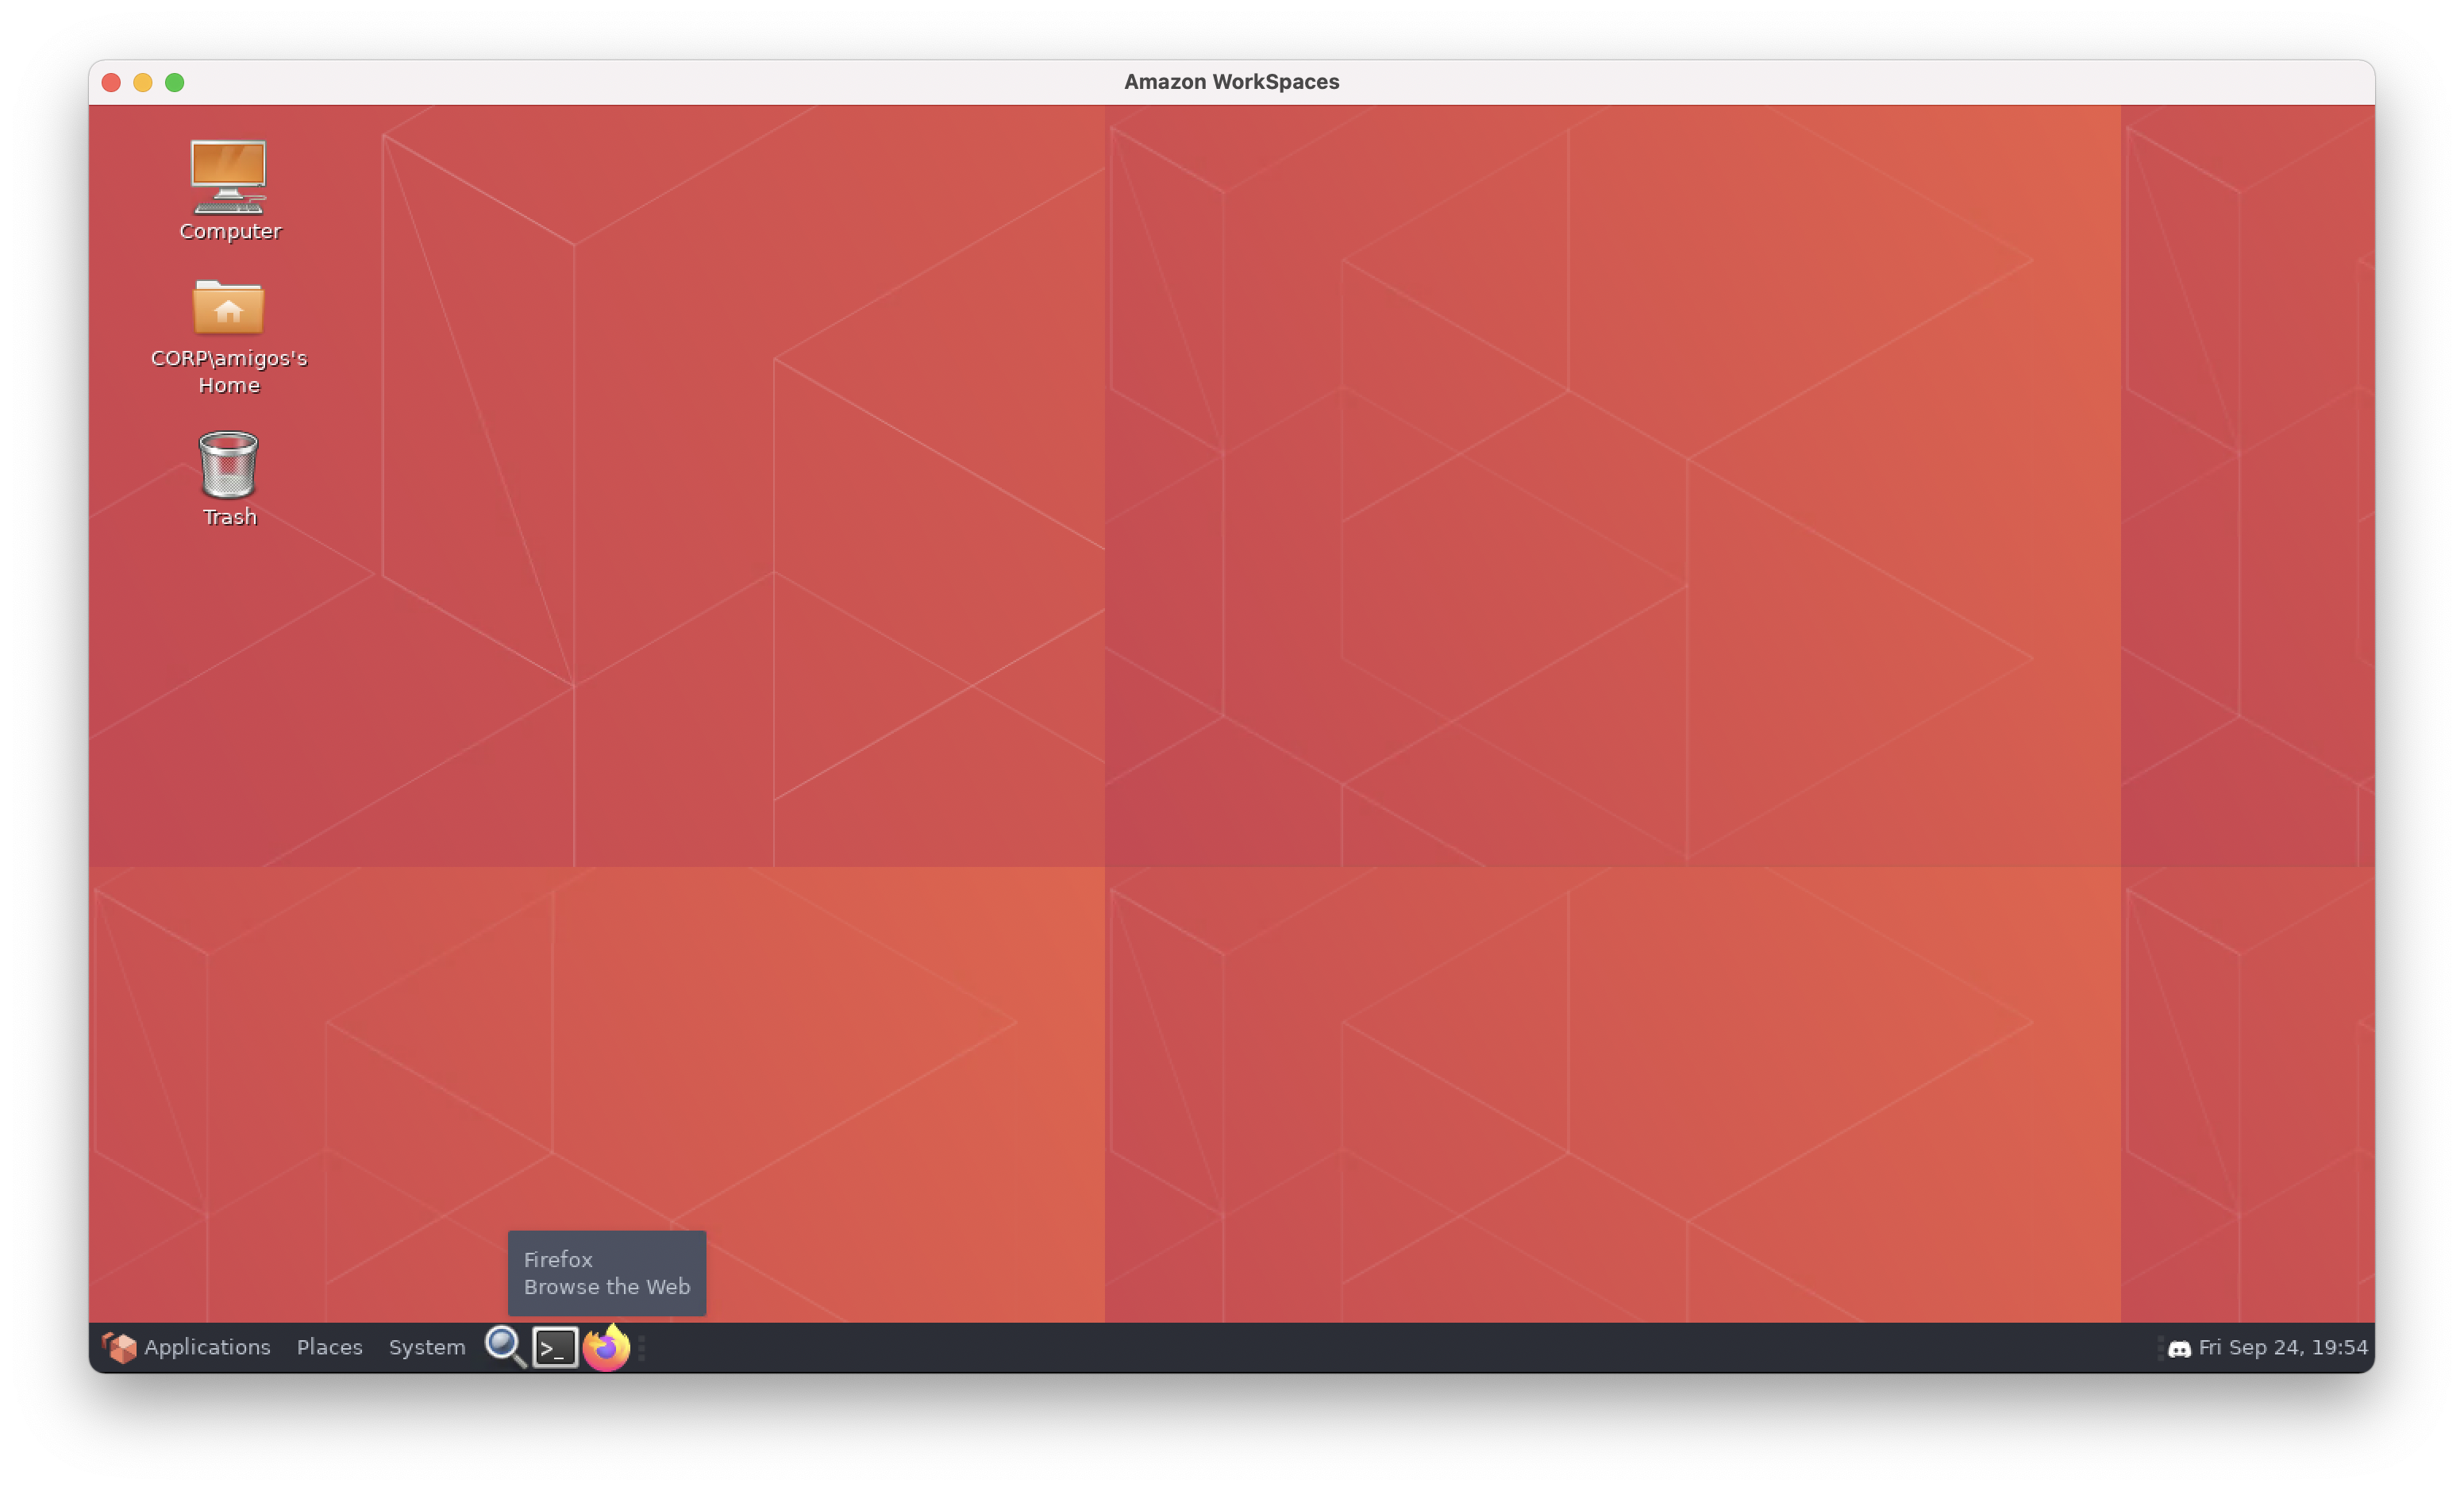 Amazon WorkSpaces
Computer
CORP\amigos's
Home
Trash
Firefox
Browse the Web
Applications Places System >_ Fri Sep 24, 19:54